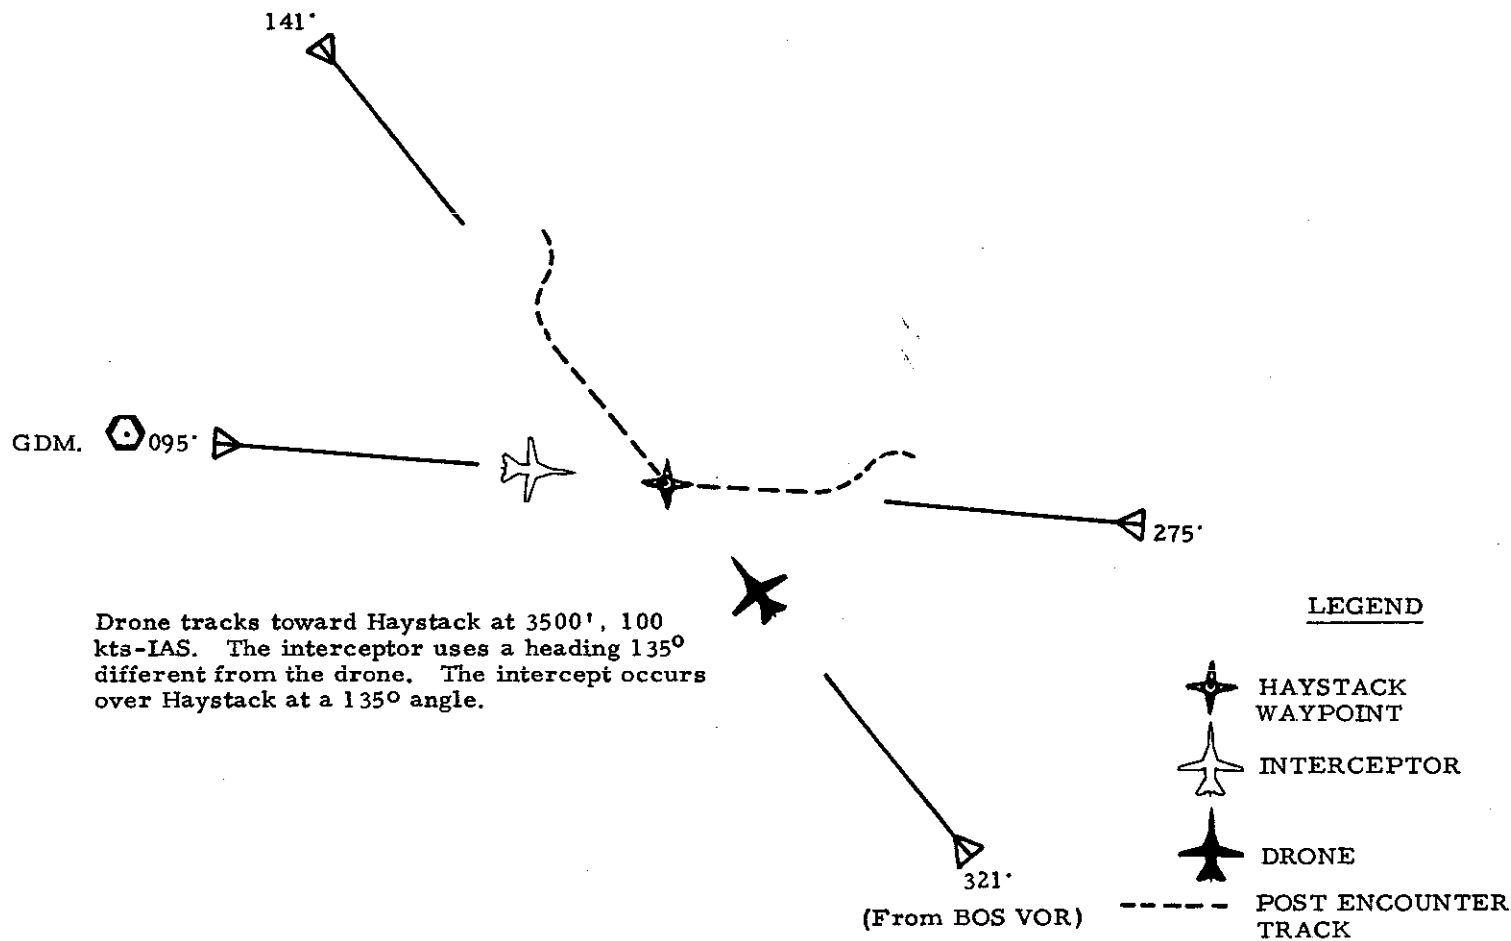 141°
GDM.
095°
275°
Drone tracks toward Haystack at 3500', 100
kts-IAS. The interceptor uses a heading 135°
different from the drone. The intercept occurs
over Haystack at a 135° angle.
321°
(From BOS VOR)
LEGEND
HAYSTACK
WAYPOINT
INTERCEPTOR
DRONE
POST ENCOUNTER
TRACK